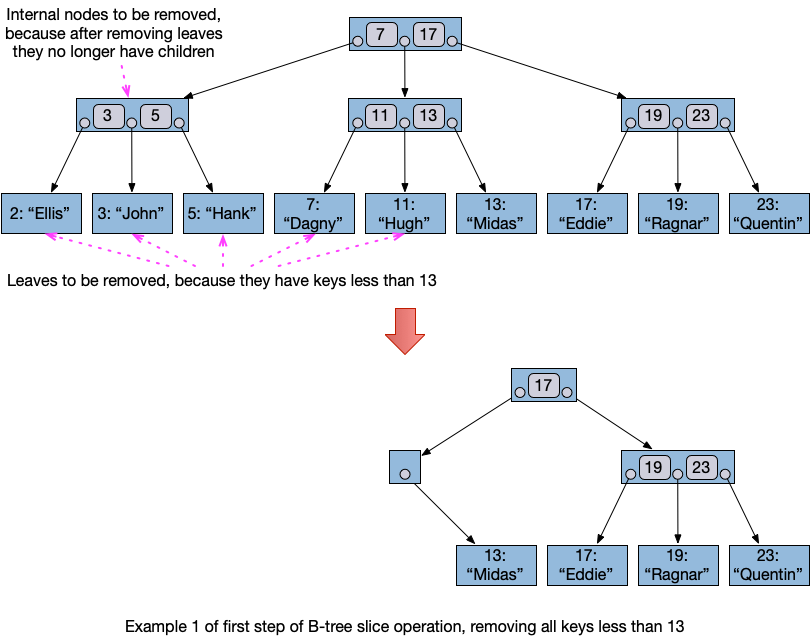 Internal nodes to be removed,
because after removing leaves
they no longer have children
7 17
3 5
11 13
19 23
2: “Ellis”
3: “John”
5: “Hank”
7:
“Dagny”
11:
“Hugh”
13:
“Midas”
17:
“Eddie”
19:
“Ragnar”
23:
“Quentin”
Leaves to be removed, because they have keys less than 13
17
19 23
13:
“Midas”
17:
“Eddie”
19:
“Ragnar”
23:
“Quentin”
Example 1 of first step of B-tree slice operation, removing all keys less than 13